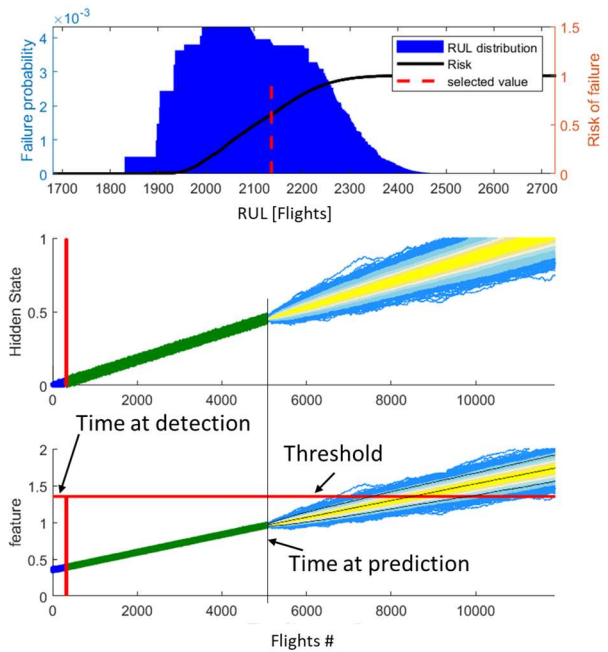 ×10⁻³
4
3
2
1
0
Failure probability
RUL distribution
Risk
selected value
1.5
1
0.5
0
Risk of failure
1700 1800 1900 2000 2100 2200 2300 2400 2500 2600 2700
RUL [Flights]
1
0.5
0
Hidden State
0 2000 4000 6000 8000 10000
Time at detection
Threshold
2
1.5
1
0.5
0
feature
Time at prediction
0 2000 4000 6000 8000 10000
Flights #